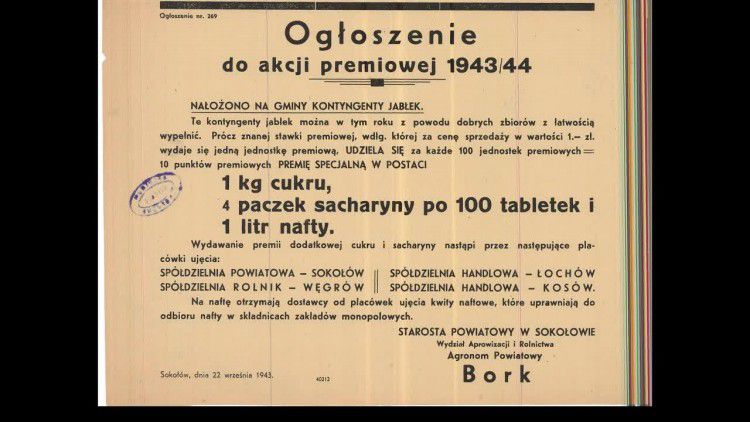 Ogłoszenie nr. 269
Ogłoszenie
do akcji premiowej 1943/44
NAŁOŻONO NA GMINY KONTYNGENTY JABŁEK.
Te kontyngenty jabłek można w tym roku z powodu dobrych zbiorów z łatwością
wypełnić. Prócz znanej stawki premiowej, wdłg. której za cenę sprzedaży w wartości 1.— zł.
wydaje się jedną jednostkę premiową, UDZIELA SIĘ za każde 100 jednostek premiowych =
10 punktów premiowych PREMIĘ SPECJALNĄ W POSTACI
1 kg cukru,
4 paczek sacharyny po 100 tabletek i
1 litr nafty.
Wydawanie premii dodatkowej cukru i sacharyny nastąpi przez następujące pla-
cówki ujęcia:
SPÓŁDZIELNIA POWIATOWA – SOKOŁÓW || SPÓŁDZIELNIA HANDLOWA – ŁOCHÓW
SPÓŁDZIELNIA ROLNIK – WĘGRÓW || SPÓŁDZIELNIA HANDLOWA – KOSÓW.
Na naftę otrzymają dostawcy od placówek ujęcia kwity naftowe, które uprawniają do
odbioru nafty w składnicach zakładów monopolowych.
STAROSTA POWIATOWY W SOKOŁOWIE
Wydział Aprowizacji i Rolnictwa
Agronom Powiatowy
Bork
Sokołów, dnia 22 września 1943.
40212